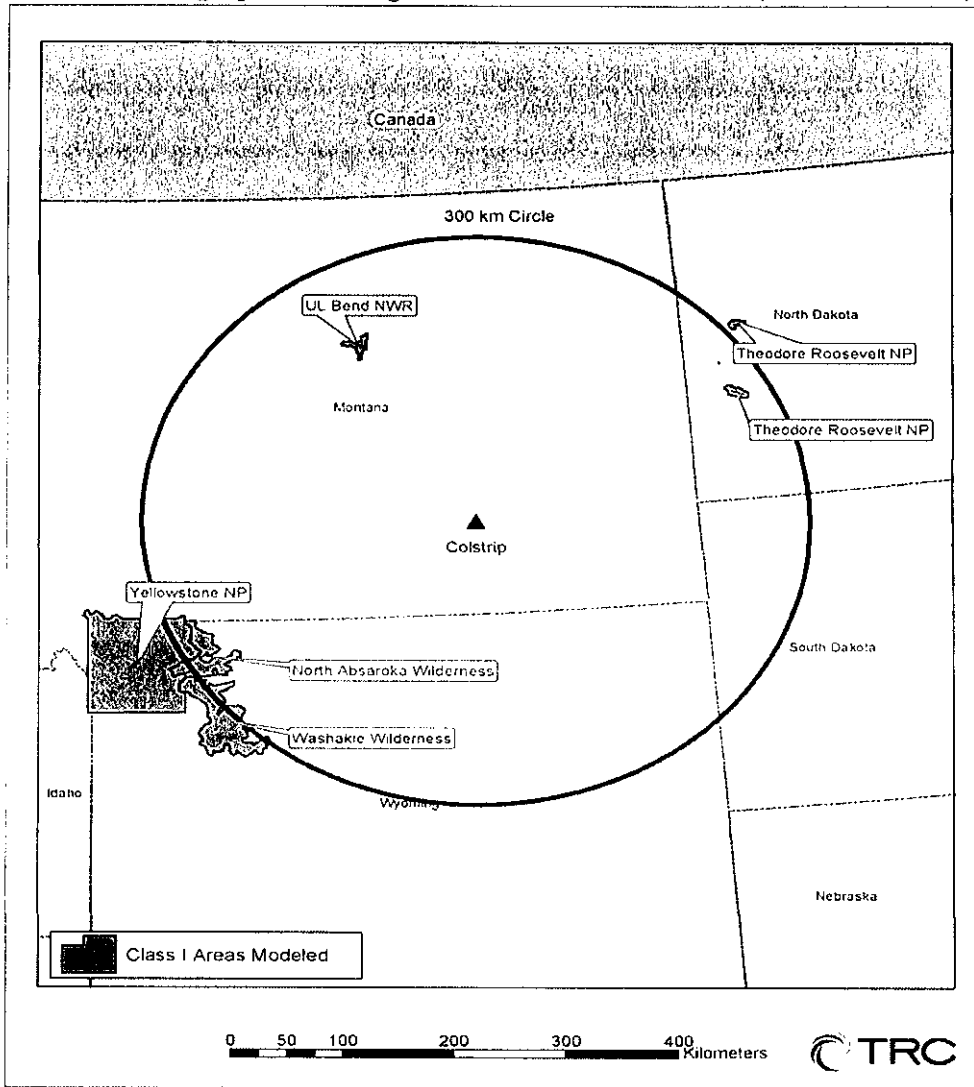 Canada
300 km Circle
UL Bend NWR
North Dakota
Theodore Roosevelt NP
Montana
Theodore Roosevelt NP
Colstrip
Yellowstone NP
South Dakota
North Absaroka Wilderness
Washakie Wilderness
Idaho
Wyoming
Nebraska
Class I Areas Modeled
0 50 100 200 300 400
Kilometers
TRC